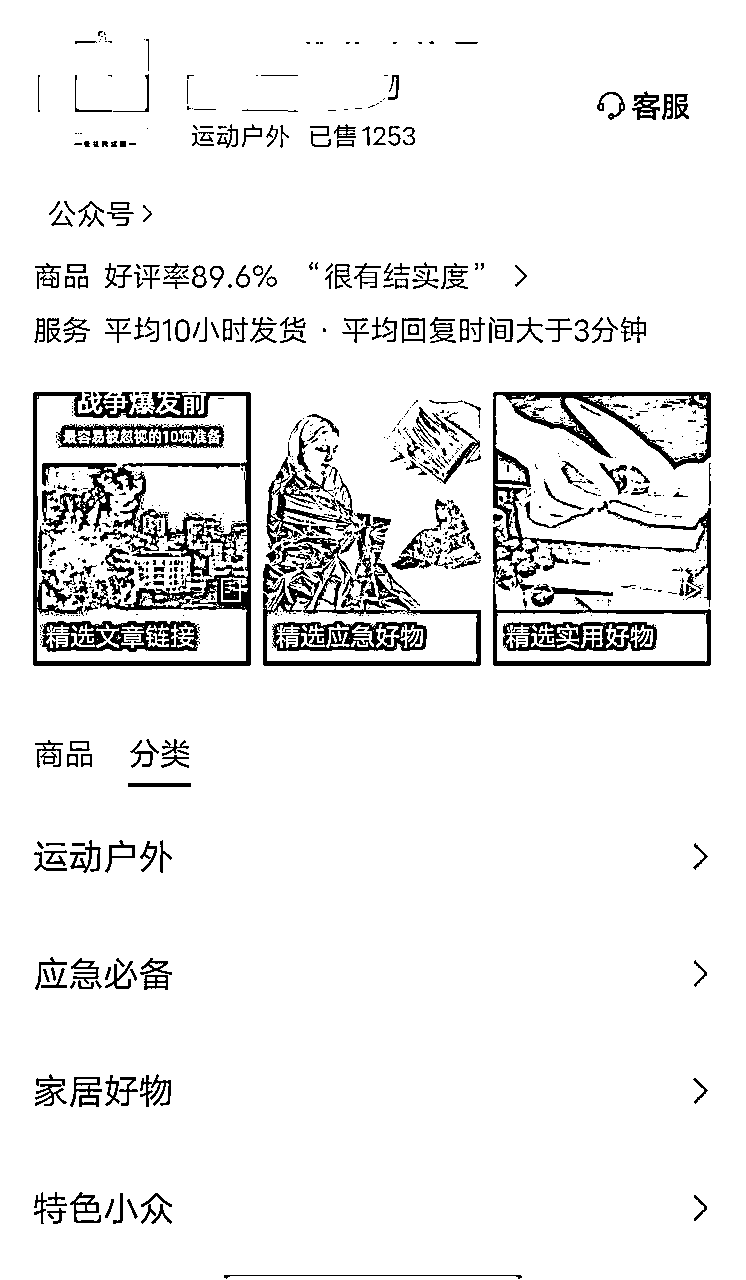 运动户外 已售1253
客服
公众号
商品 好评率89.6% “很有结实度”
服务 平均10小时发货 · 平均回复时间大于3分钟
战争爆发前
最容易被忽视的10项准备
精选文章链接
精选应急好物
精选实用好物
商品 分类
运动户外
应急必备
家居好物
特色小众